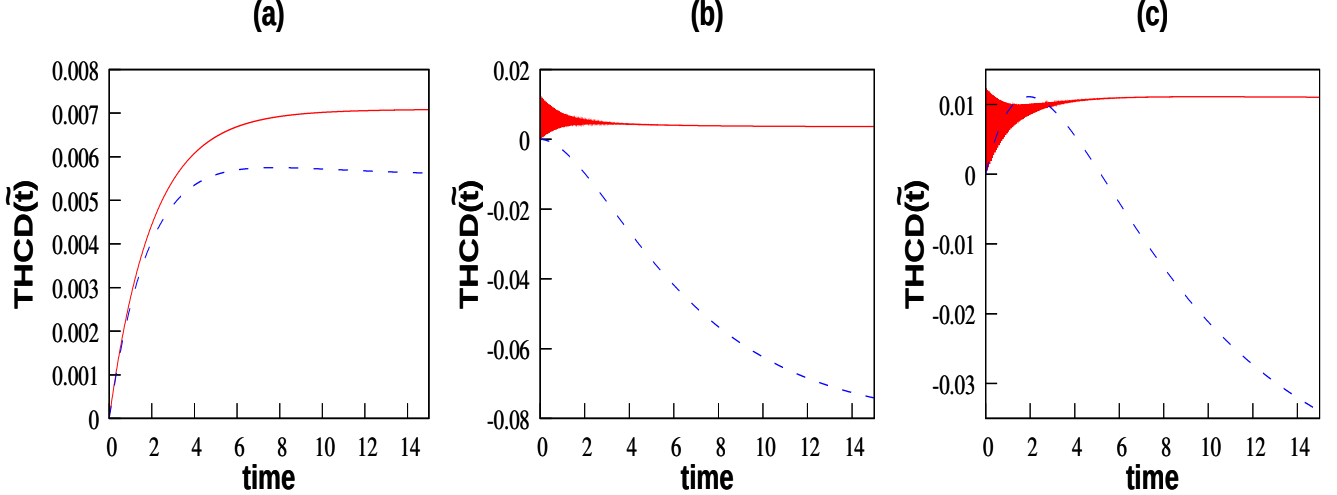 (a)
THCD(t̃)
0.008
0.007
0.006
0.005
0.004
0.003
0.002
0.001
0
0 2 4 6 8 10 12 14
time
(b)
THCD(t̃)
0.02
0
-0.02
-0.04
-0.06
-0.08
0 2 4 6 8 10 12 14
time
(c)
THCD(t̃)
0.01
0
-0.01
-0.02
-0.03
0 2 4 6 8 10 12 14
time